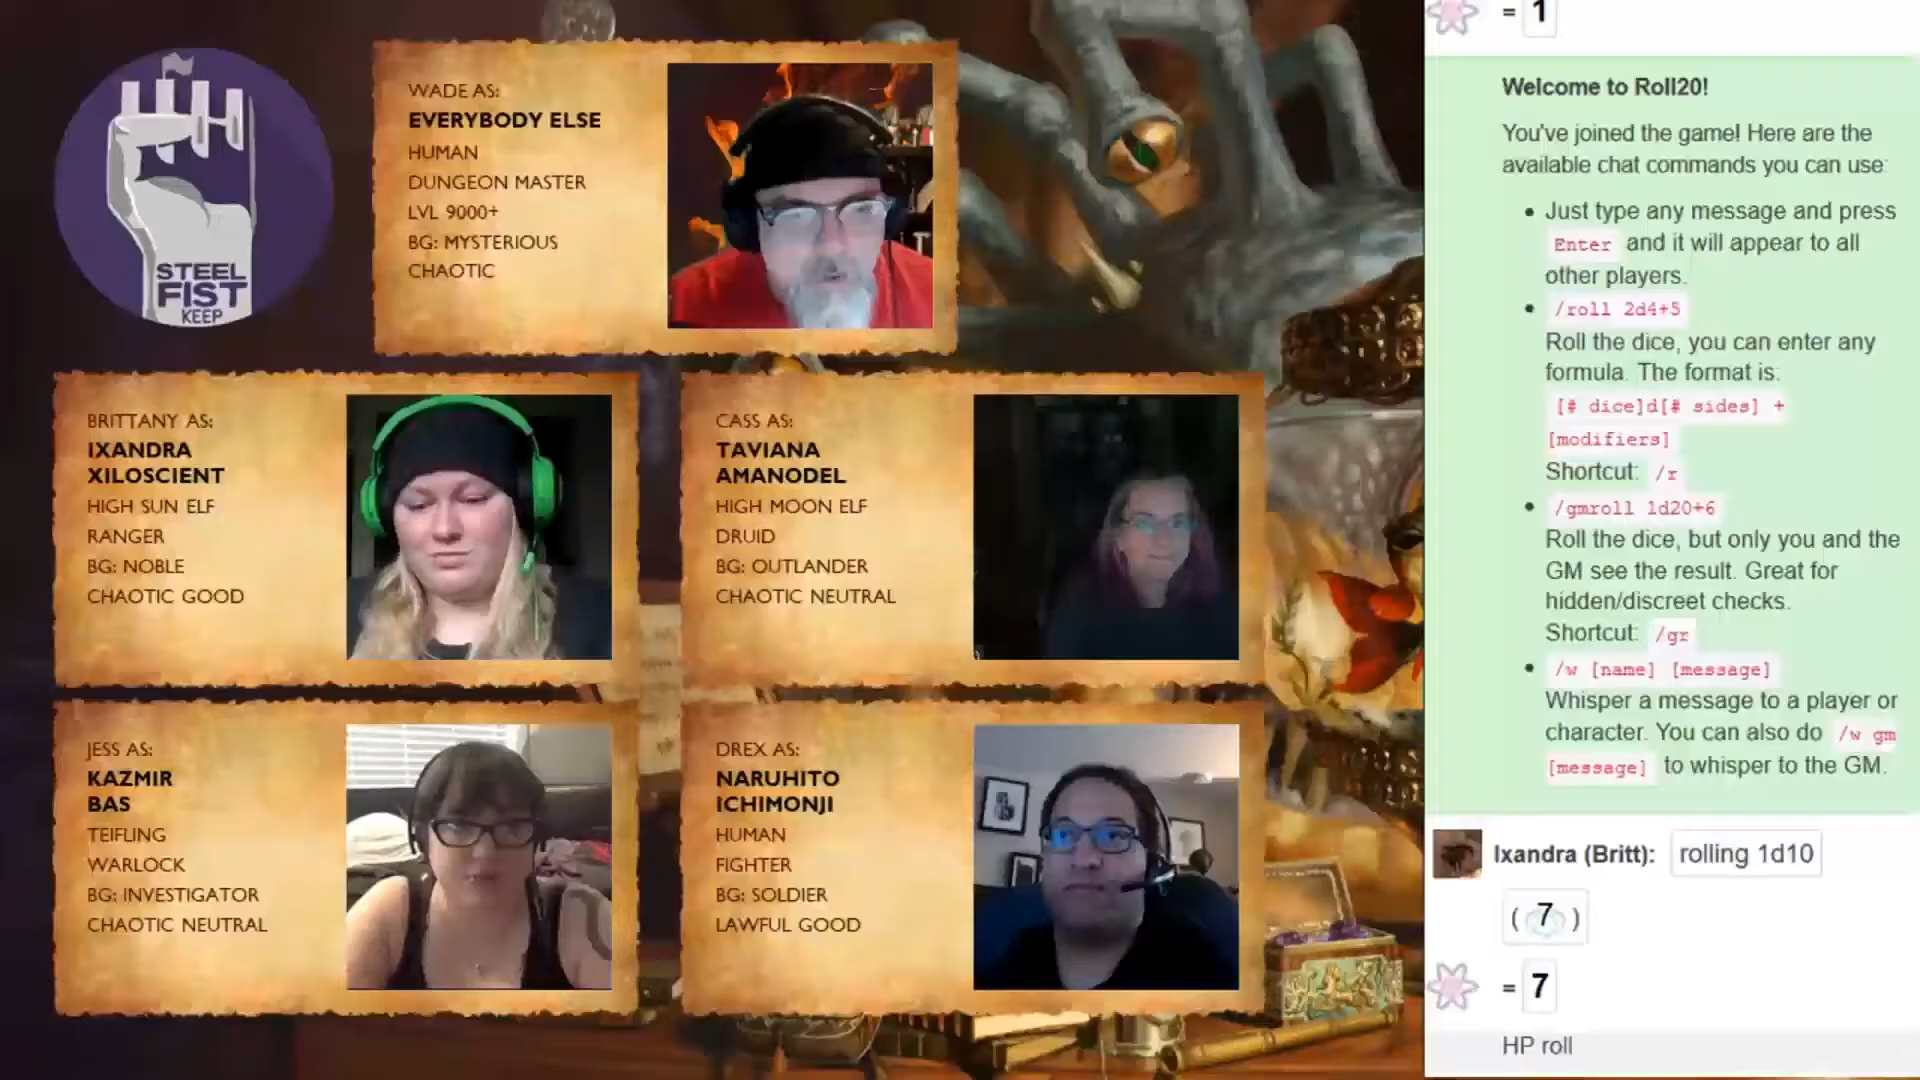 STEEL
FIST
KEEP
WADE AS:
EVERYBODY ELSE
HUMAN
DUNGEON MASTER
LVL 9000+
BG: MYSTERIOUS
CHAOTIC
BRITTANY AS:
IXANDRA
XILOSCIENT
HIGH SUN ELF
RANGER
BG: NOBLE
CHAOTIC GOOD
CASS AS:
TAVIANA
AMANODEL
HIGH MOON ELF
DRUID
BG: OUTLANDER
CHAOTIC NEUTRAL
JESS AS:
KAZMIR
BAS
TEIFLING
WARLOCK
BG: INVESTIGATOR
CHAOTIC NEUTRAL
DREX AS:
NARUHITO
ICHIMONJI
HUMAN
FIGHTER
BG: SOLDIER
LAWFUL GOOD
= 1
Welcome to Roll20!
You've joined the game! Here are the
available chat commands you can use:
• Just type any message and press
Enter and it will appear to all
other players.
• /roll 2d4+5
Roll the dice, you can enter any
formula. The format is:
[# dice]d[# sides] +
[modifiers]
Shortcut: /r
• /gmroll 1d20+6
Roll the dice, but only you and the
GM see the result. Great for
hidden/discreet checks.
Shortcut: /gr
• /w [name] [message]
Whisper a message to a player or
character. You can also do /w gm
[message] to whisper to the GM.
Ixandra (Britt): rolling 1d10
(7)
= 7
HP roll